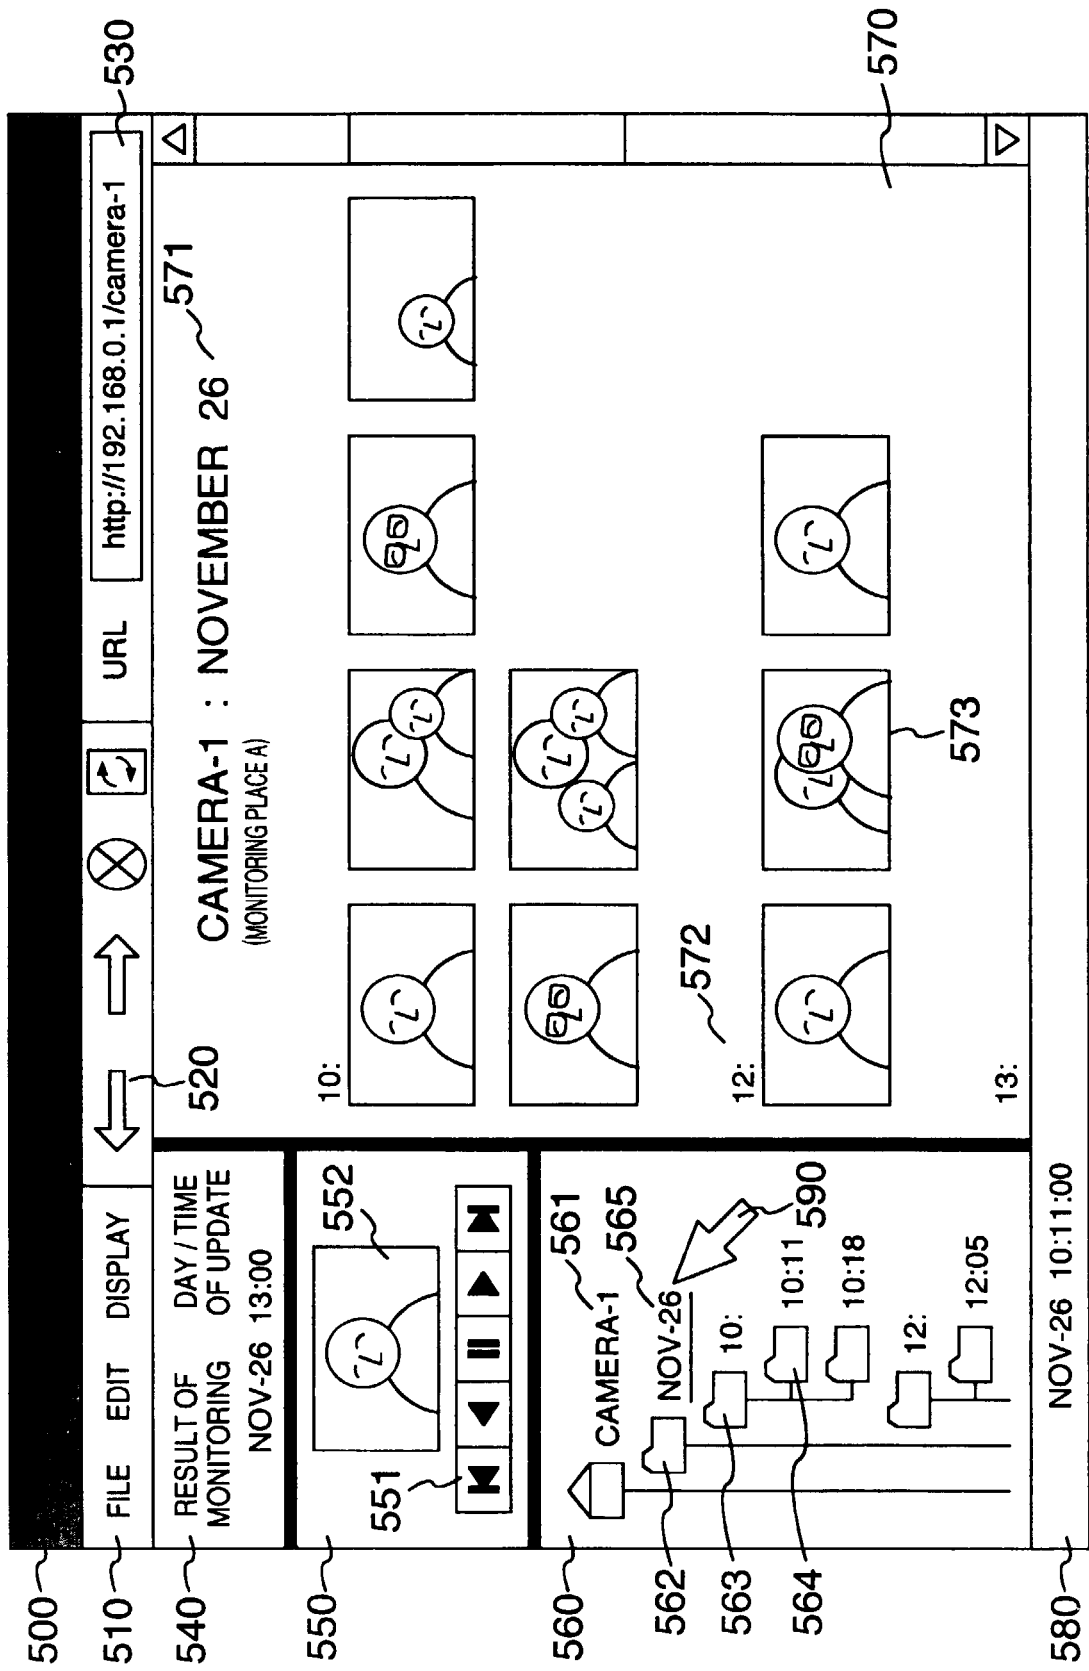 500
510
FILE EDIT DISPLAY
520
URL
http://192.168.0.1/camera-1
530
540
RESULT OF MONITORING
DAY / TIME OF UPDATE
NOV-26 13:00
550
551
552
560
561
CAMERA-1
565
NOV-26
590
562
563
564
10:
10:11
10:18
12:
12:05
CAMERA-1 : NOVEMBER 26
571
(MONITORING PLACE A)
10:
572
12:
573
13:
570
580
NOV-26 10:11:00